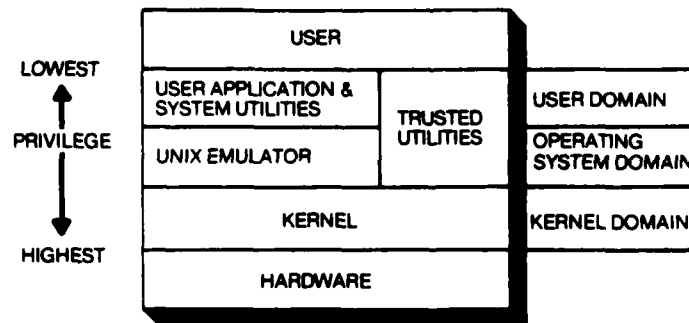 USER
LOWEST
USER APPLICATION &
SYSTEM UTILITIES
TRUSTED
UTILITIES
USER DOMAIN
PRIVILEGE
UNIX EMULATOR
OPERATING
SYSTEM DOMAIN
KERNEL
KERNEL DOMAIN
HIGHEST
HARDWARE